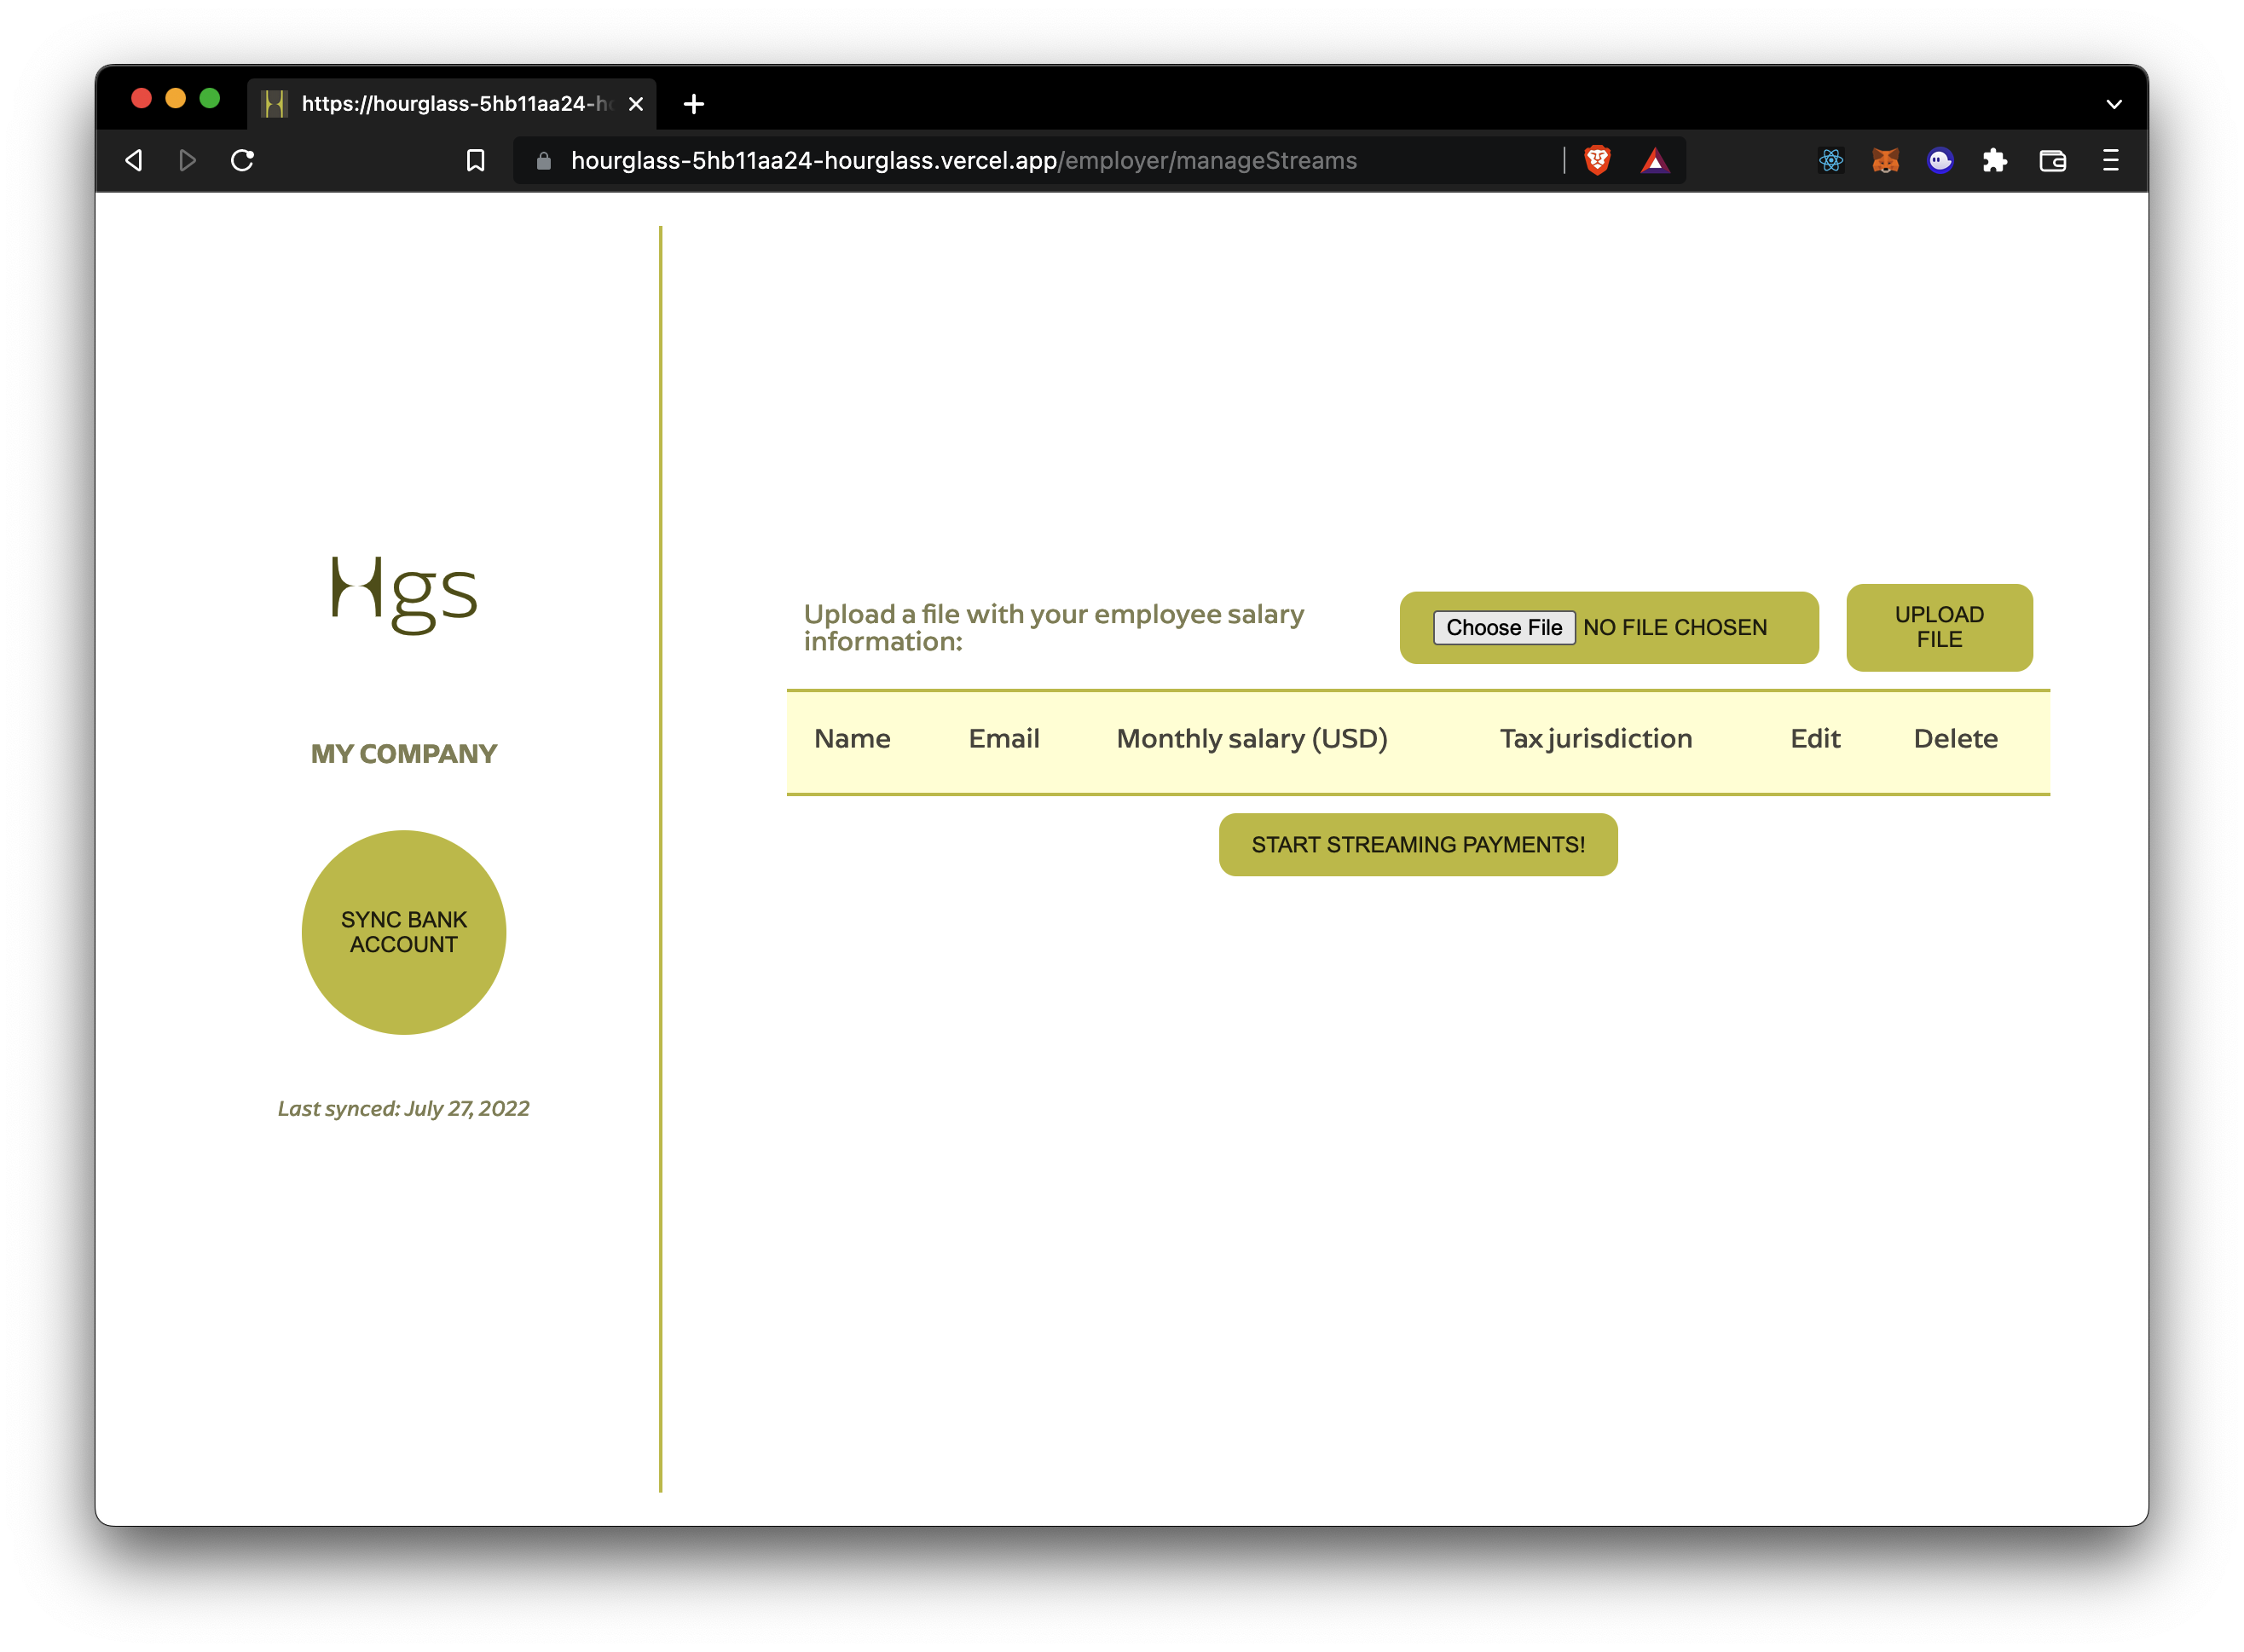 https://hourglass-5hb11aa24-h
hourglass-5hb11aa24-hourglass.vercel.app/employer/manageStreams
Hgs
MY COMPANY
SYNC BANK
ACCOUNT
Last synced: July 27, 2022
Upload a file with your employee salary
information:
Choose File NO FILE CHOSEN
UPLOAD
FILE
Name Email Monthly salary (USD) Tax jurisdiction Edit Delete
START STREAMING PAYMENTS!